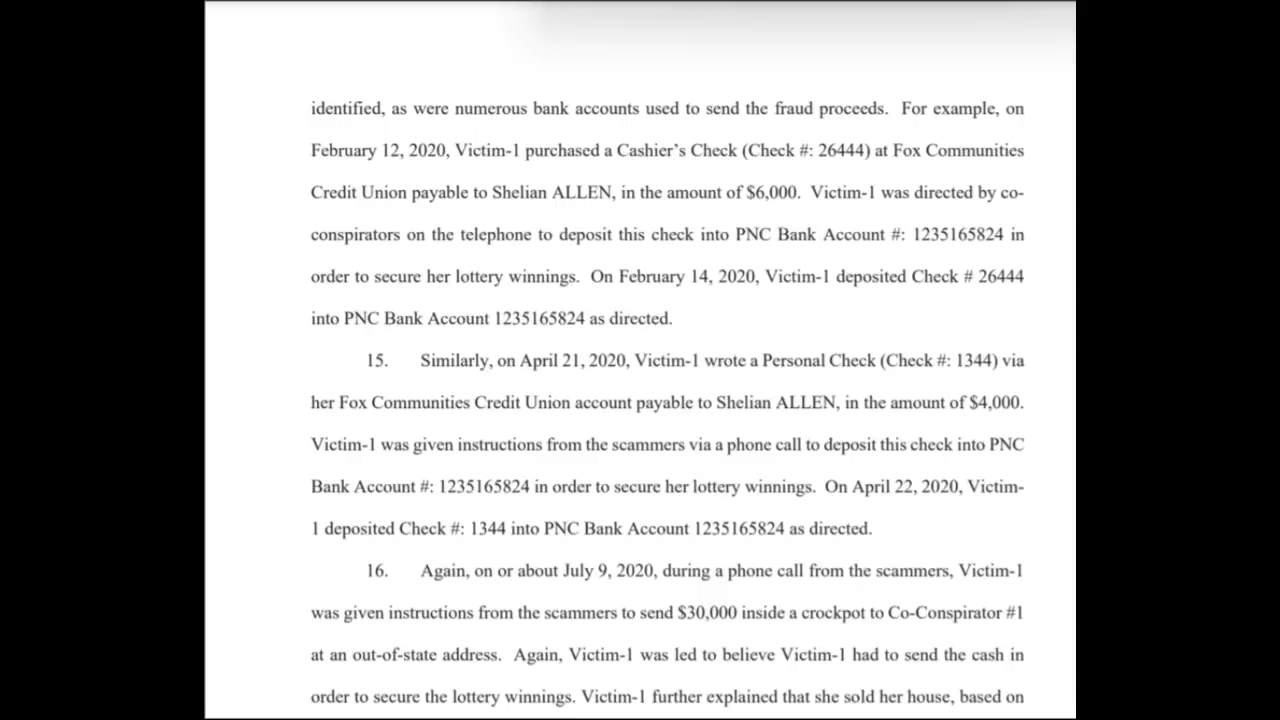 identified, as were numerous bank accounts used to send the fraud proceeds.  For example, on
February 12, 2020, Victim-1 purchased a Cashier’s Check (Check #: 26444) at Fox Communities
Credit Union payable to Shelian ALLEN, in the amount of $6,000.  Victim-1 was directed by co-
conspirators on the telephone to deposit this check into PNC Bank Account #: 1235165824 in
order to secure her lottery winnings.  On February 14, 2020, Victim-1 deposited Check # 26444
into PNC Bank Account 1235165824 as directed.
15. Similarly, on April 21, 2020, Victim-1 wrote a Personal Check (Check #: 1344) via
her Fox Communities Credit Union account payable to Shelian ALLEN, in the amount of $4,000.
Victim-1 was given instructions from the scammers via a phone call to deposit this check into PNC
Bank Account #: 1235165824 in order to secure her lottery winnings.  On April 22, 2020, Victim-
1 deposited Check #: 1344 into PNC Bank Account 1235165824 as directed.
16. Again, on or about July 9, 2020, during a phone call from the scammers, Victim-1
was given instructions from the scammers to send $30,000 inside a crockpot to Co-Conspirator #1
at an out-of-state address.  Again, Victim-1 was led to believe Victim-1 had to send the cash in
order to secure the lottery winnings. Victim-1 further explained that she sold her house, based on